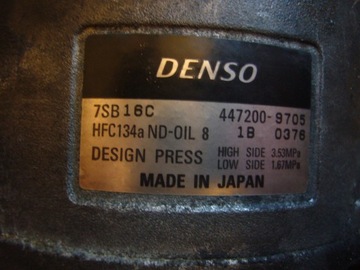 DENSO
7SB16C 447200-9705
HFC134a ND-OIL 8 1B 0376
DESIGN PRESS HIGH SIDE 3.53MPa
LOW SIDE 1.67MPa
MADE IN JAPAN